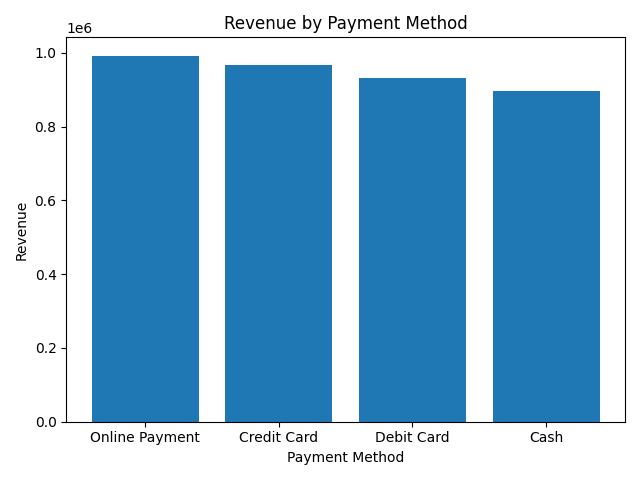 Revenue by Payment Method
1e6
1.0
0.8
0.6
0.4
0.2
0.0
Revenue
Online Payment
Credit Card
Debit Card
Cash
Payment Method